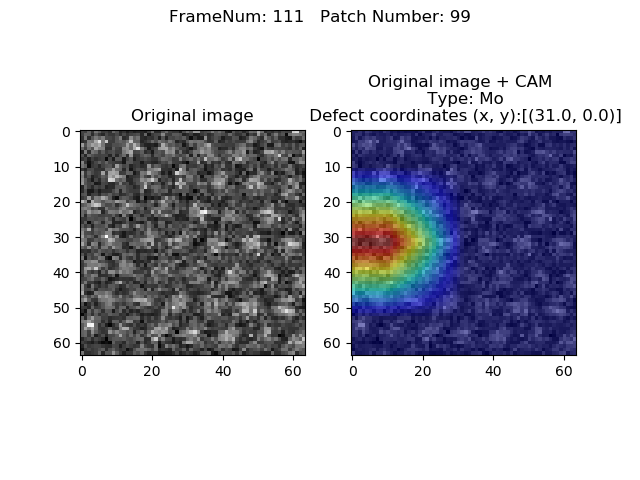 FrameNum: 111   Patch Number: 99
Original image
Original image + CAM
Type: Mo
Defect coordinates (x, y):[(31.0, 0.0)]
0
10
20
30
40
50
60
0 20 40 60
0
10
20
30
40
50
60
0 20 40 60